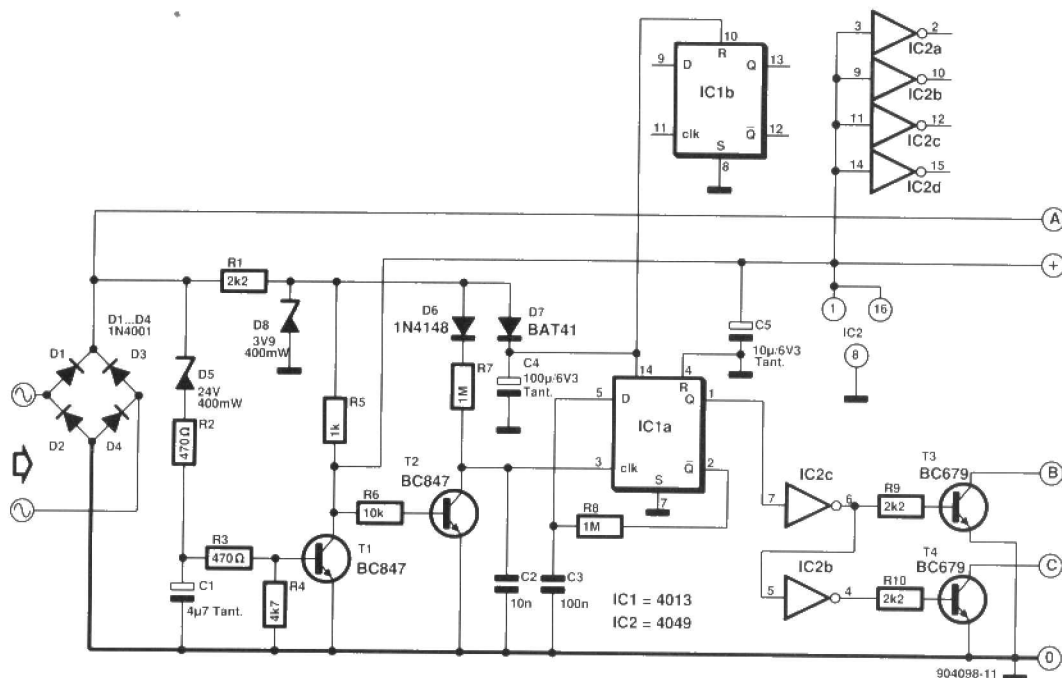 10
R
9
D
Q
13
IC1b
11
clk
Q
12
S
8
3
2
IC2a
9
10
IC2b
11
12
IC2c
14
15
IC2d
A
+
R1
2k2
D1...D4
1N4001
D1
D3
D2
D4
D5
24V
400mW
D8
3V9
400mW
D6
1N4148
D7
BAT41
R7
1M
C4
100µ/6V3
Tant.
C5
10µ/6V3
Tant.
1
16
IC2
8
R2
470Ω
R5
1k
14
R
4
5
D
Q
1
IC1a
3
clk
Q
2
S
7
T2
BC847
R6
10k
R8
1M
IC2c
7
6
R9
2k2
T3
BC679
B
R3
470Ω
T1
BC847
R4
4k7
C1
4µ7 Tant.
C2
10n
C3
100n
IC1 = 4013
IC2 = 4049
IC2b
5
4
R10
2k2
T4
BC679
C
0
904098-11